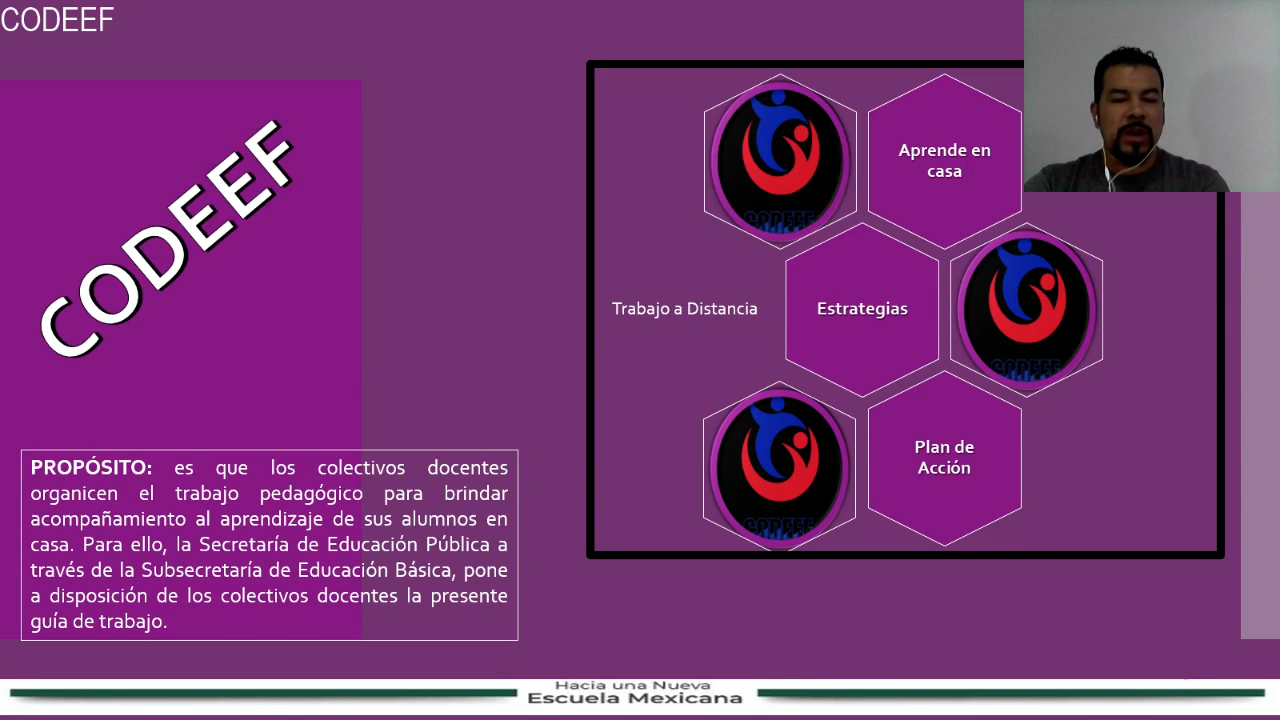 CODEEF
CODEEF
Aprende en
casa
Trabajo a Distancia
Estrategias
Plan de
Acción
CODEEF
CODEEF
CODEEF
PROPÓSITO: es que los colectivos docentes
organicen el trabajo pedagógico para brindar
acompañamiento al aprendizaje de sus alumnos en
casa. Para ello, la Secretaría de Educación Pública a
través de la Subsecretaría de Educación Básica, pone
a disposición de los colectivos docentes la presente
guía de trabajo.
Hacia una Nueva
Escuela Mexicana